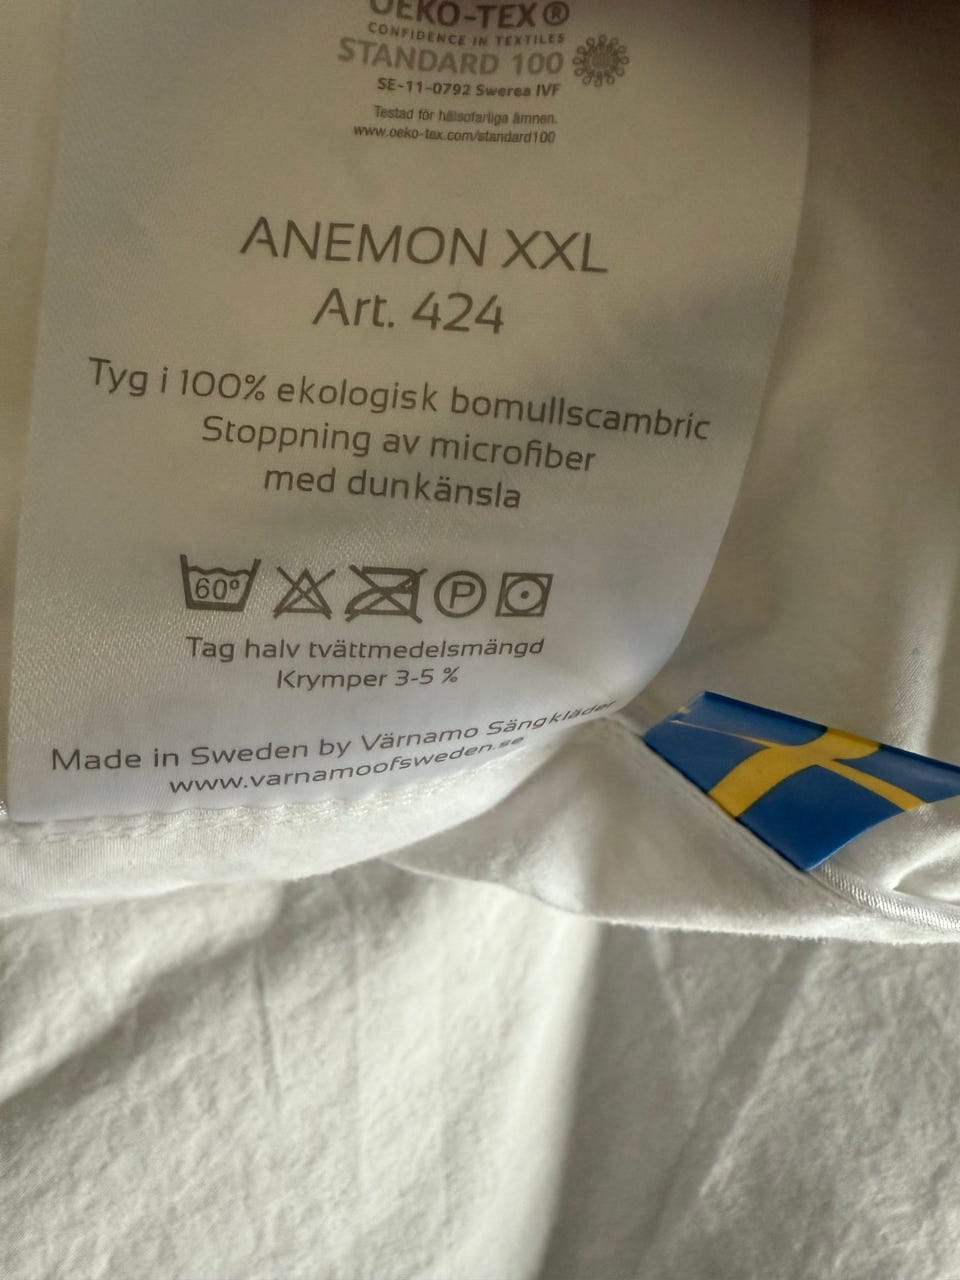 OEKO-TEX®
CONFIDENCE IN TEXTILES
STANDARD 100
SE-11-0792 Swerea IVF
Testad för hälsofarliga ämnen.
www.oeko-tex.com/standard100
ANEMON XXL
Art. 424
Tyg i 100% ekologisk bomullscambric
Stoppning av microfiber
med dunkänsla
60° P
Tag halv tvättmedelsmängd
Krymper 3-5 %
Made in Sweden by Värnamo Sängkläder
www.varnamoofsweden.se